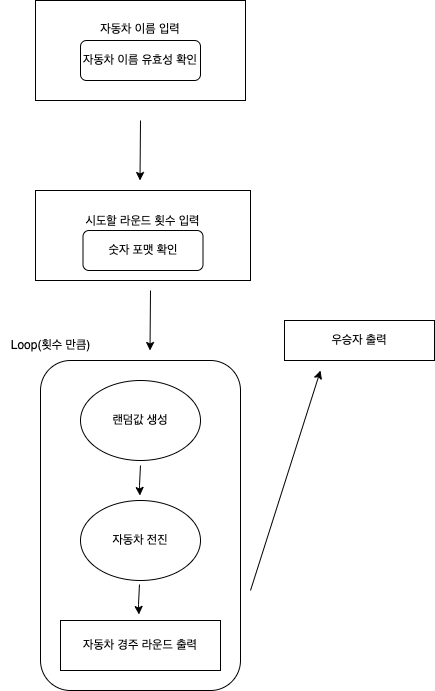 자동차 이름 입력
자동차 이름 유효성 확인
시도할 라운드 횟수 입력
숫자 포맷 확인
Loop(횟수 만큼)
랜덤값 생성
자동차 전진
자동차 경주 라운드 출력
우승자 출력